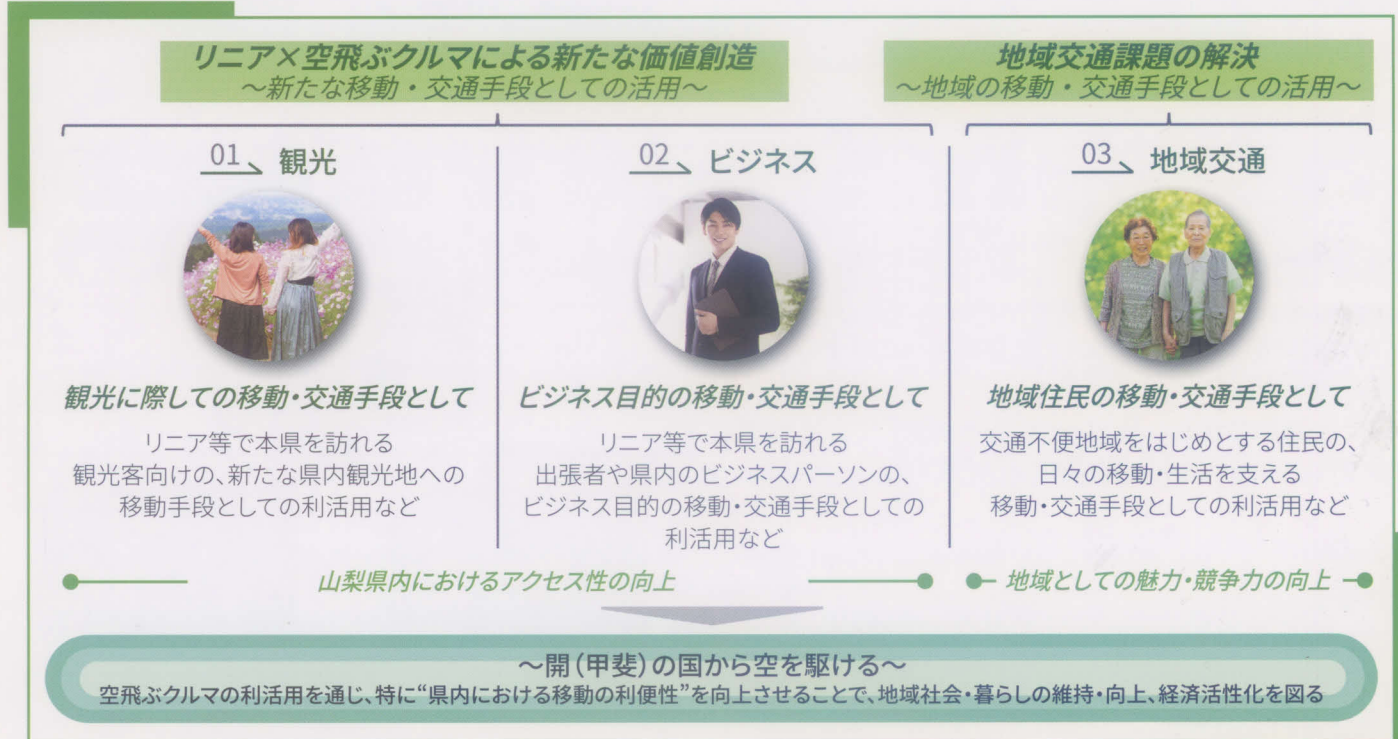 リニア×空飛ぶクルマによる新たな価値創造
～新たな移動・交通手段としての活用～
地域交通課題の解決
～地域の移動・交通手段としての活用～
01 観光
観光に際しての移動・交通手段として
リニア等で本県を訪れる
観光客向けの、新たな県内観光地への
移動手段としての利活用など
02 ビジネス
ビジネス目的の移動・交通手段として
リニア等で本県を訪れる
出張者や県内のビジネスパーソンの、
ビジネス目的の移動・交通手段としての
利活用など
03 地域交通
地域住民の移動・交通手段として
交通不便地域をはじめとする住民の、
日々の移動・生活を支える
移動・交通手段としての利活用など
山梨県内におけるアクセス性の向上
地域としての魅力・競争力の向上
～開（甲斐）の国から空を駆ける～
空飛ぶクルマの利活用を通じ、特に“県内における移動の利便性”を向上させることで、地域社会・暮らしの維持・向上、経済活性化を図る